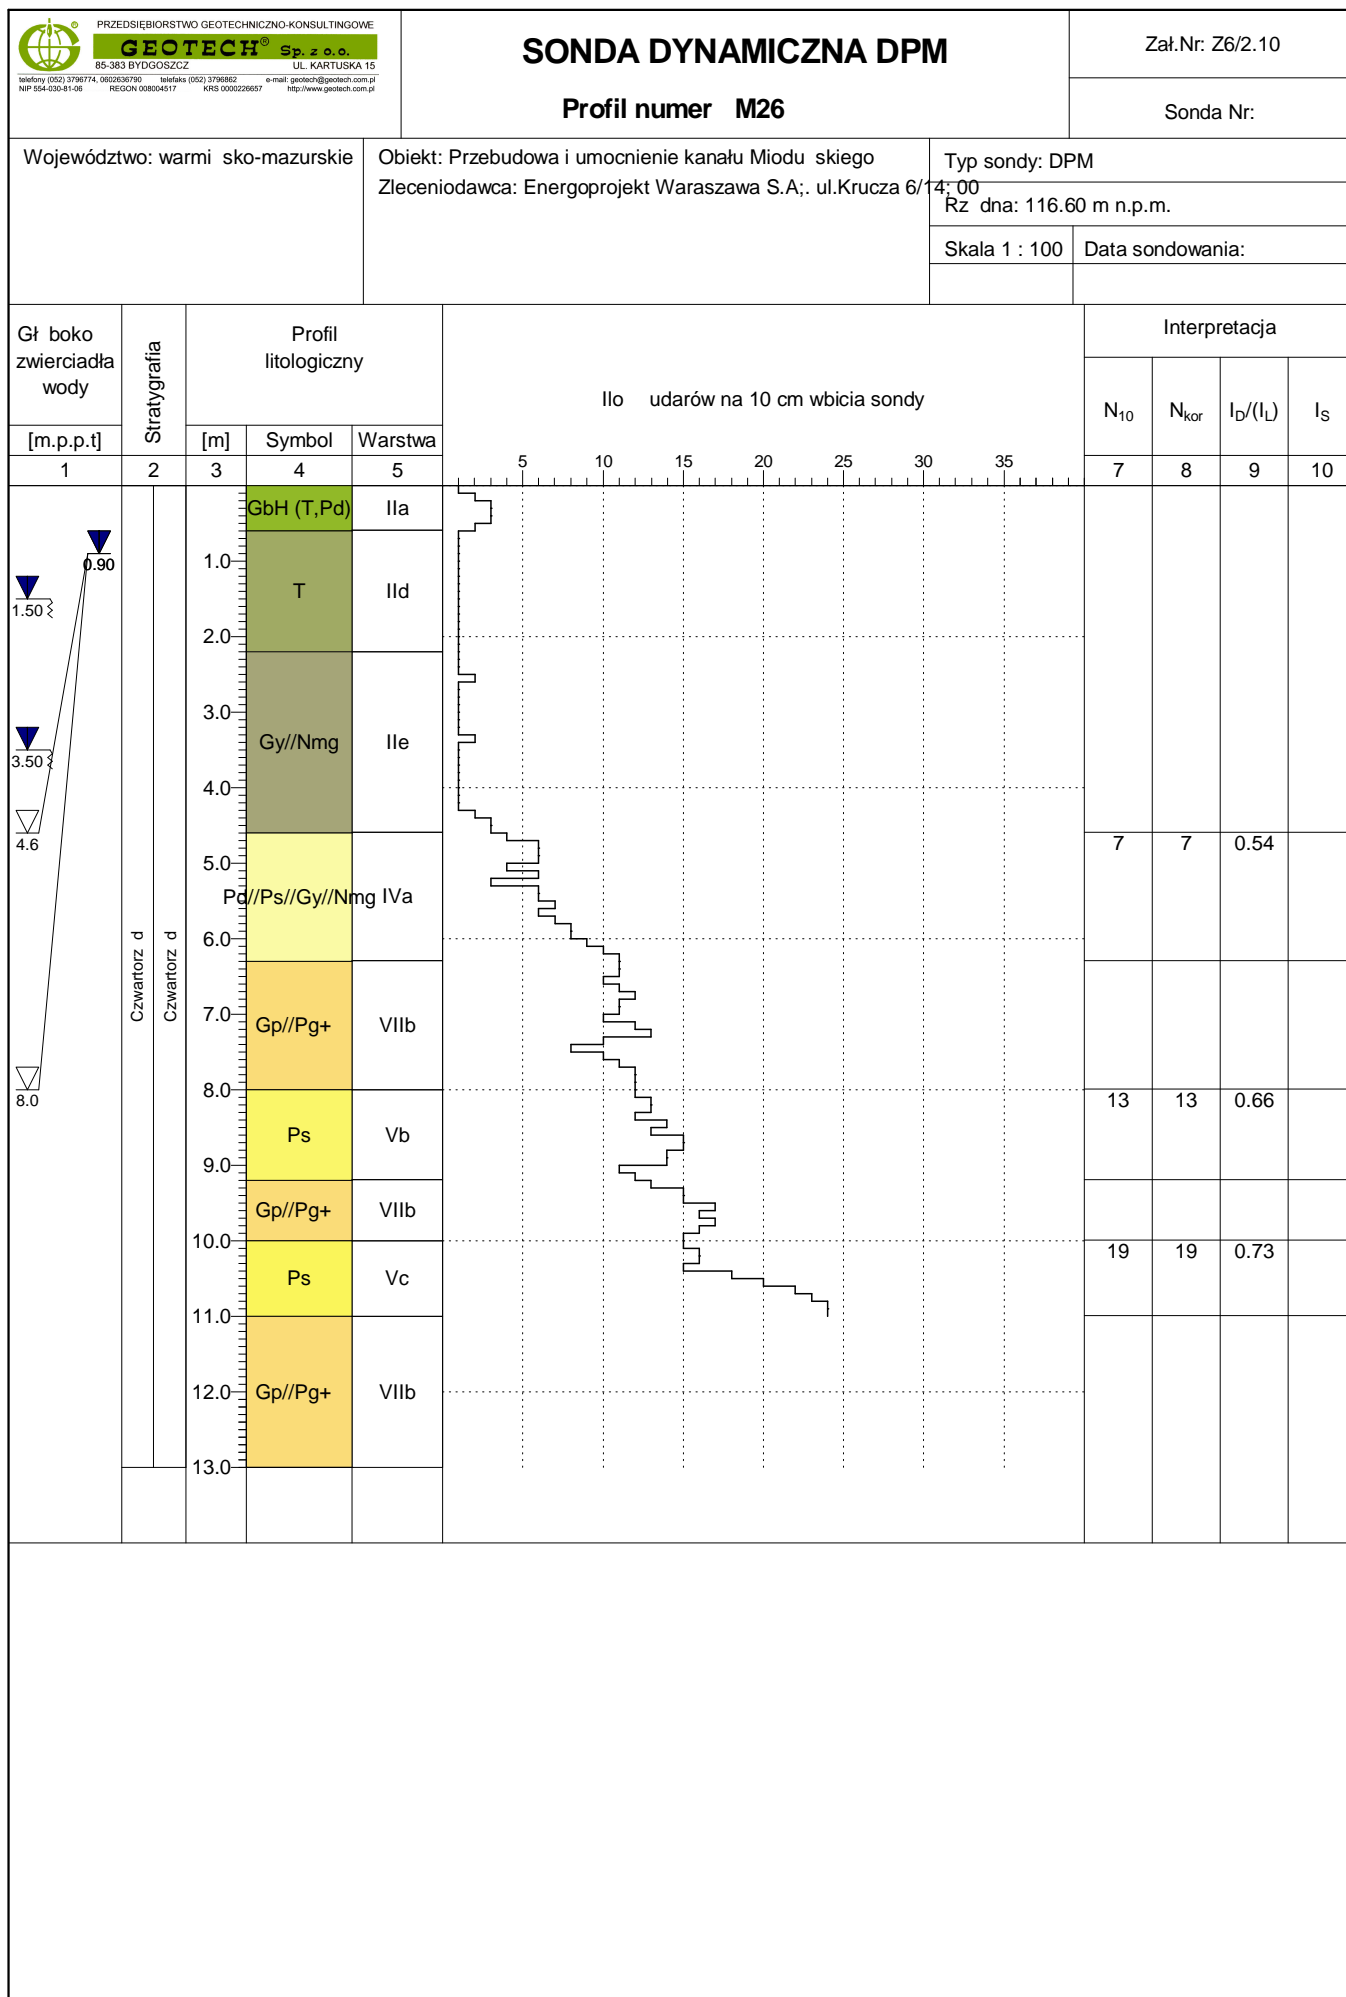 PRZEDSIĘBIORSTWO GEOTECHNICZNO-KONSULTINGOWE
GEOTECH® Sp. z o.o.
85-383 BYDGOSZCZ UL. KARTUSKA 15
telefony (052) 3796774, 0602636790 telefaks (052) 3796862 e-mail: geotech@geotech.com.pl
NIP 554-030-81-06 REGON 008004517 KRS 0000226657 http://www.geotech.com.pl
SONDA DYNAMICZNA DPM
Profil numer M26
Zał.Nr: Z6/2.10
Sonda Nr:
Województwo: warmi sko-mazurskie
Obiekt: Przebudowa i umocnienie kanału Miodu skiego
Zleceniodawca: Energoprojekt Waraszawa S.A;. ul.Krucza 6/14; 00
Typ sondy: DPM
Rz dna: 116.60 m n.p.m.
Skala 1 : 100 Data sondowania:
Gł boko
zwierciadła
wody
[m.p.p.t]
Stratygrafia
Profil
litologiczny
[m] Symbol Warstwa
Ilo udarów na 10 cm wbicia sondy
Interpretacja
N10 Nkor ID/(IL) IS
5 10 15 20 25 30 35
1 2 3 4 5 7 8 9 10
GbH (T,Pd) IIa
0.90
1.0
T IId
1.50
2.0
3.0
Gy//Nmg IIe
3.50
4.0
4.6
7 7 0.54
5.0
Pd//Ps//Gy//Nmg IVa
6.0
Czwartorz d
Czwartorz d
7.0
Gp//Pg+ VIIb
8.0
8.0
13 13 0.66
Ps Vb
9.0
Gp//Pg+ VIIb
10.0
19 19 0.73
Ps Vc
11.0
12.0
Gp//Pg+ VIIb
13.0